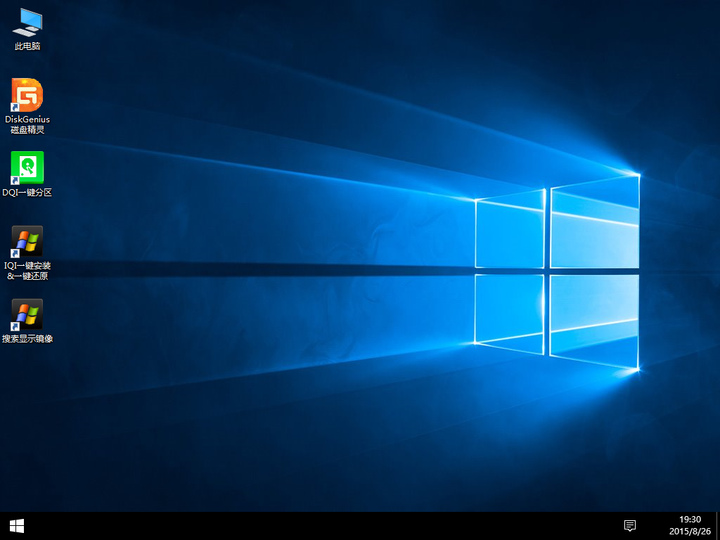 此电脑
DiskGenius
磁盘精灵
DQI一键分区
IQI一键安装
&一键还原
搜索显示镜像
19:30
2015/8/26